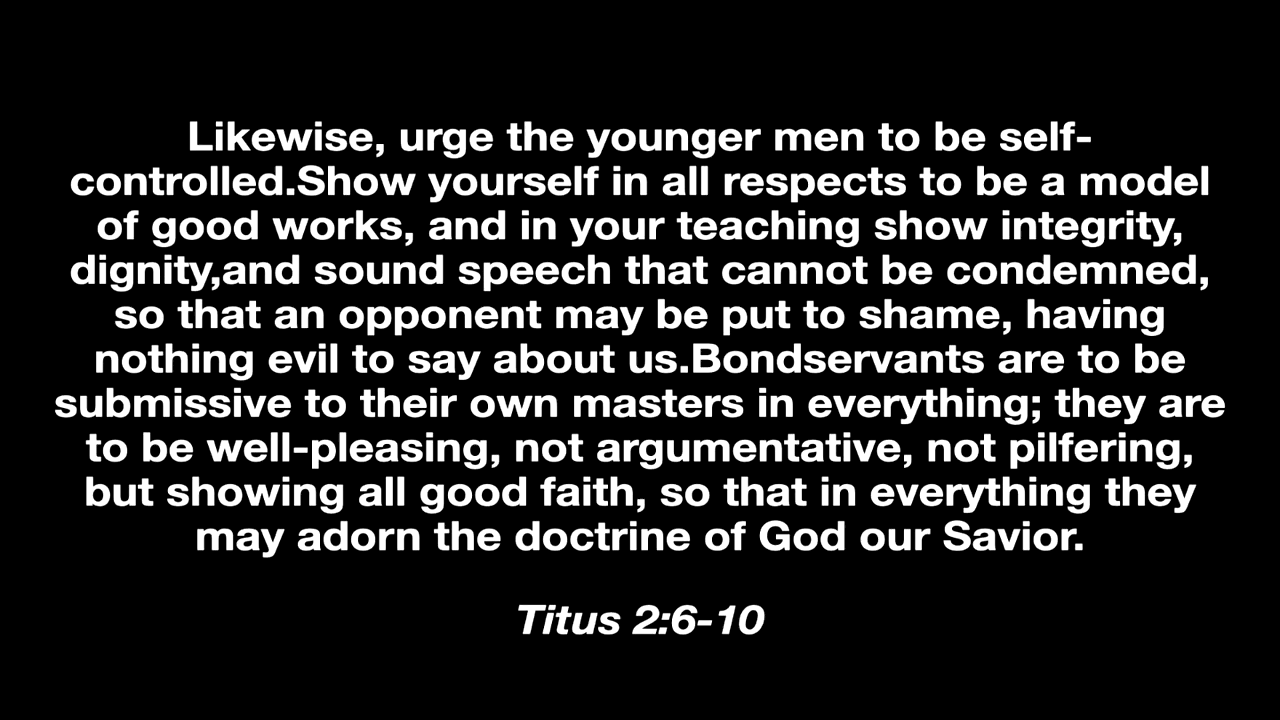 Likewise, urge the younger men to be self-
controlled.Show yourself in all respects to be a model
of good works, and in your teaching show integrity,
dignity,and sound speech that cannot be condemned,
so that an opponent may be put to shame, having
nothing evil to say about us.Bondservants are to be
submissive to their own masters in everything; they are
to be well-pleasing, not argumentative, not pilfering,
but showing all good faith, so that in everything they
may adorn the doctrine of God our Savior.
Titus 2:6-10